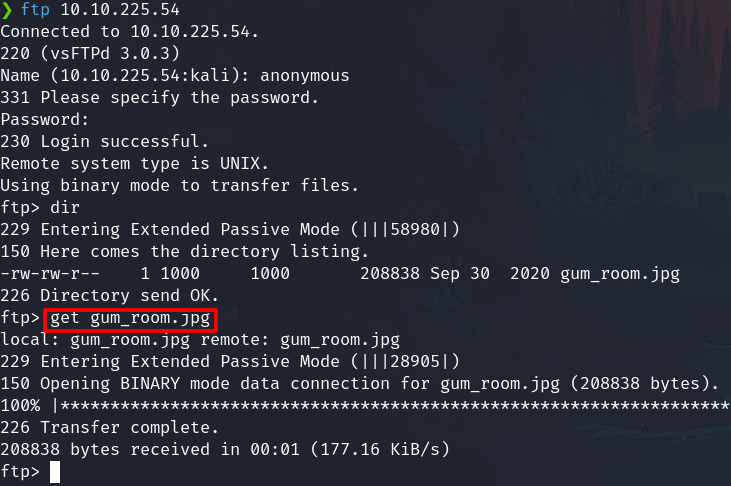 ❯ ftp 10.10.225.54
Connected to 10.10.225.54.
220 (vsFTPd 3.0.3)
Name (10.10.225.54:kali): anonymous
331 Please specify the password.
Password:
230 Login successful.
Remote system type is UNIX.
Using binary mode to transfer files.
ftp> dir
229 Entering Extended Passive Mode (|||58980|)
150 Here comes the directory listing.
-rw-rw-r--    1 1000     1000       208838 Sep 30  2020 gum_room.jpg
226 Directory send OK.
ftp> get gum_room.jpg
local: gum_room.jpg remote: gum_room.jpg
229 Entering Extended Passive Mode (|||28905|)
150 Opening BINARY mode data connection for gum_room.jpg (208838 bytes).
100% |*******************************************************************
226 Transfer complete.
208838 bytes received in 00:01 (177.16 KiB/s)
ftp>